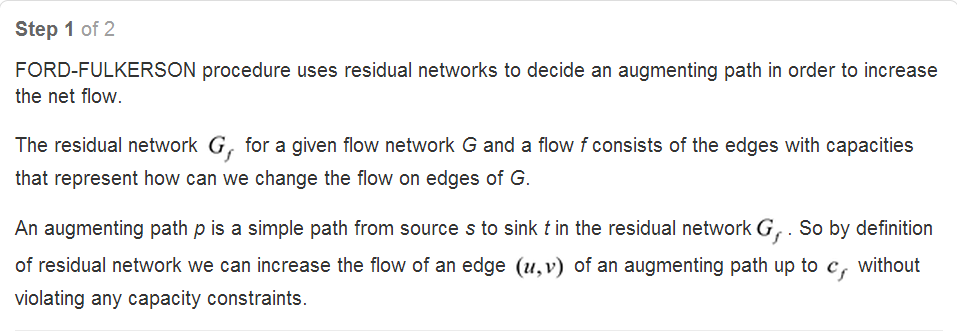 Step 1 of 2
FORD-FULKERSON procedure uses residual networks to decide an augmenting path in order to increase
the net flow.
The residual network G_f for a given flow network G and a flow f consists of the edges with capacities
that represent how can we change the flow on edges of G.
An augmenting path p is a simple path from source s to sink t in the residual network G_f . So by definition
of residual network we can increase the flow of an edge (u,v) of an augmenting path up to c_f without
violating any capacity constraints.